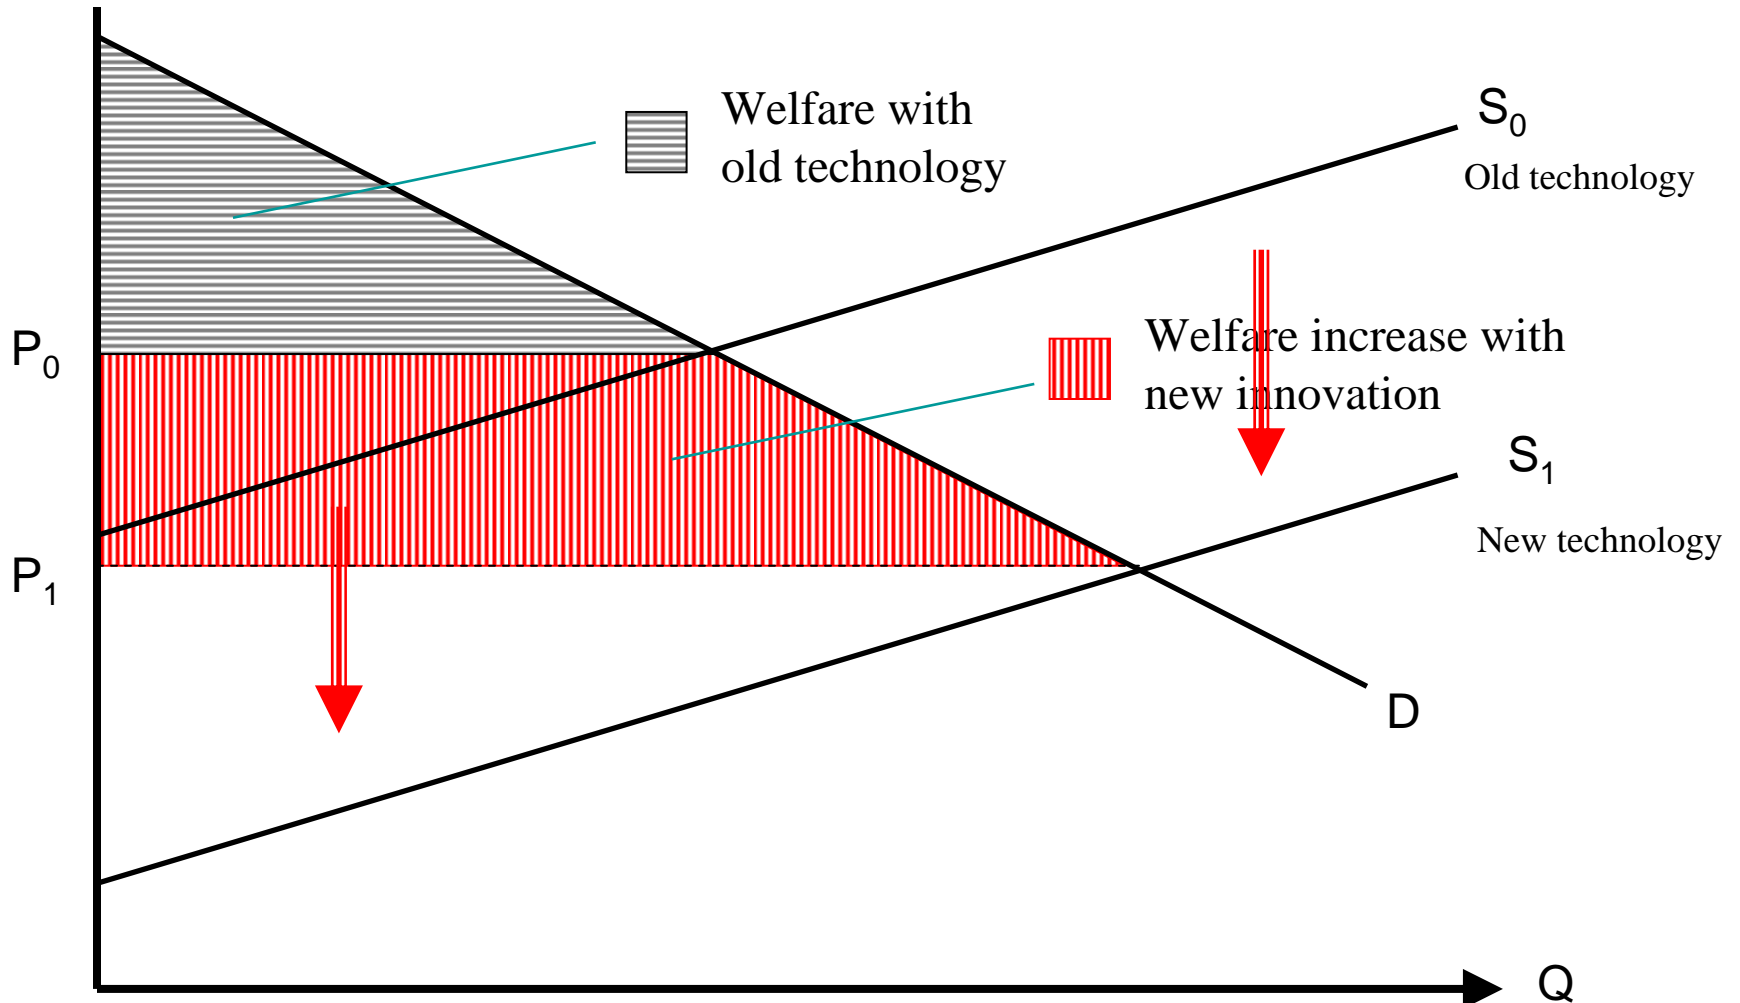 Welfare with
old technology
S₀
Old technology
P₀
Welfare increase with
new innovation
S₁
New technology
P₁
D
Q